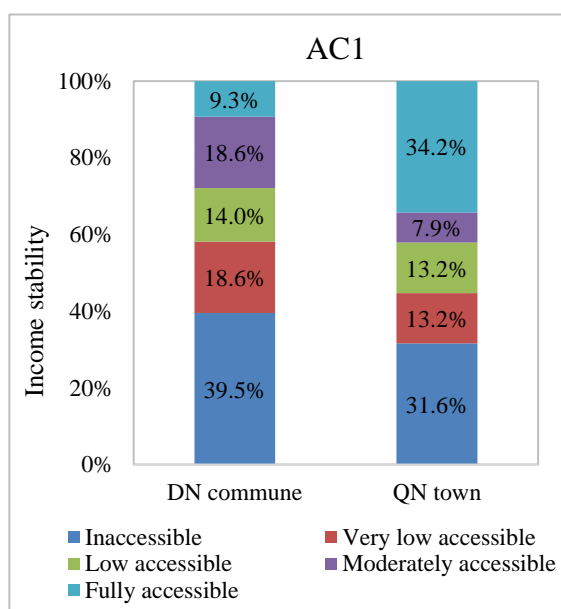 AC1
100%
80%
60%
40%
20%
0%
Income stability
9.3%
18.6%
14.0%
18.6%
39.5%
34.2%
7.9%
13.2%
13.2%
31.6%
DN commune QN town
Inaccessible Very low accessible
Low accessible Moderately accessible
Fully accessible